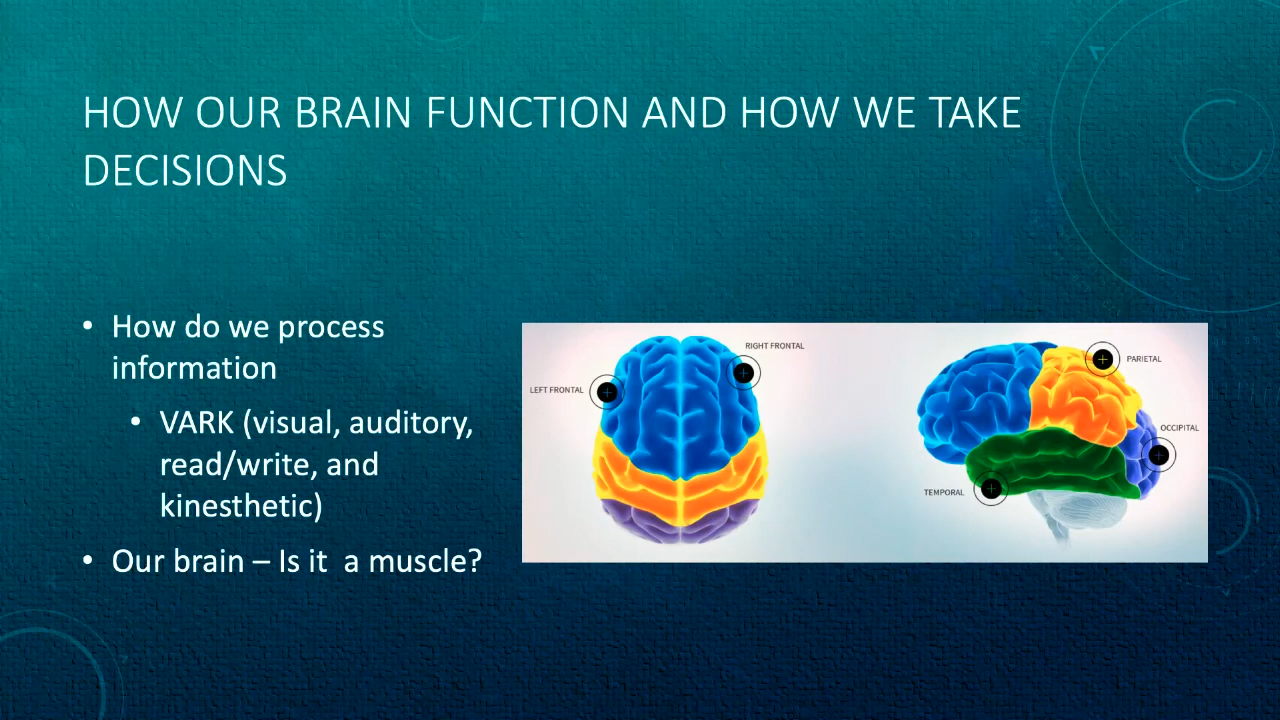 HOW OUR BRAIN FUNCTION AND HOW WE TAKE
DECISIONS
• How do we process
information
• VARK (visual, auditory,
read/write, and
kinesthetic)
• Our brain – Is it  a muscle?
RIGHT FRONTAL
LEFT FRONTAL
PARIETAL
OCCIPITAL
TEMPORAL